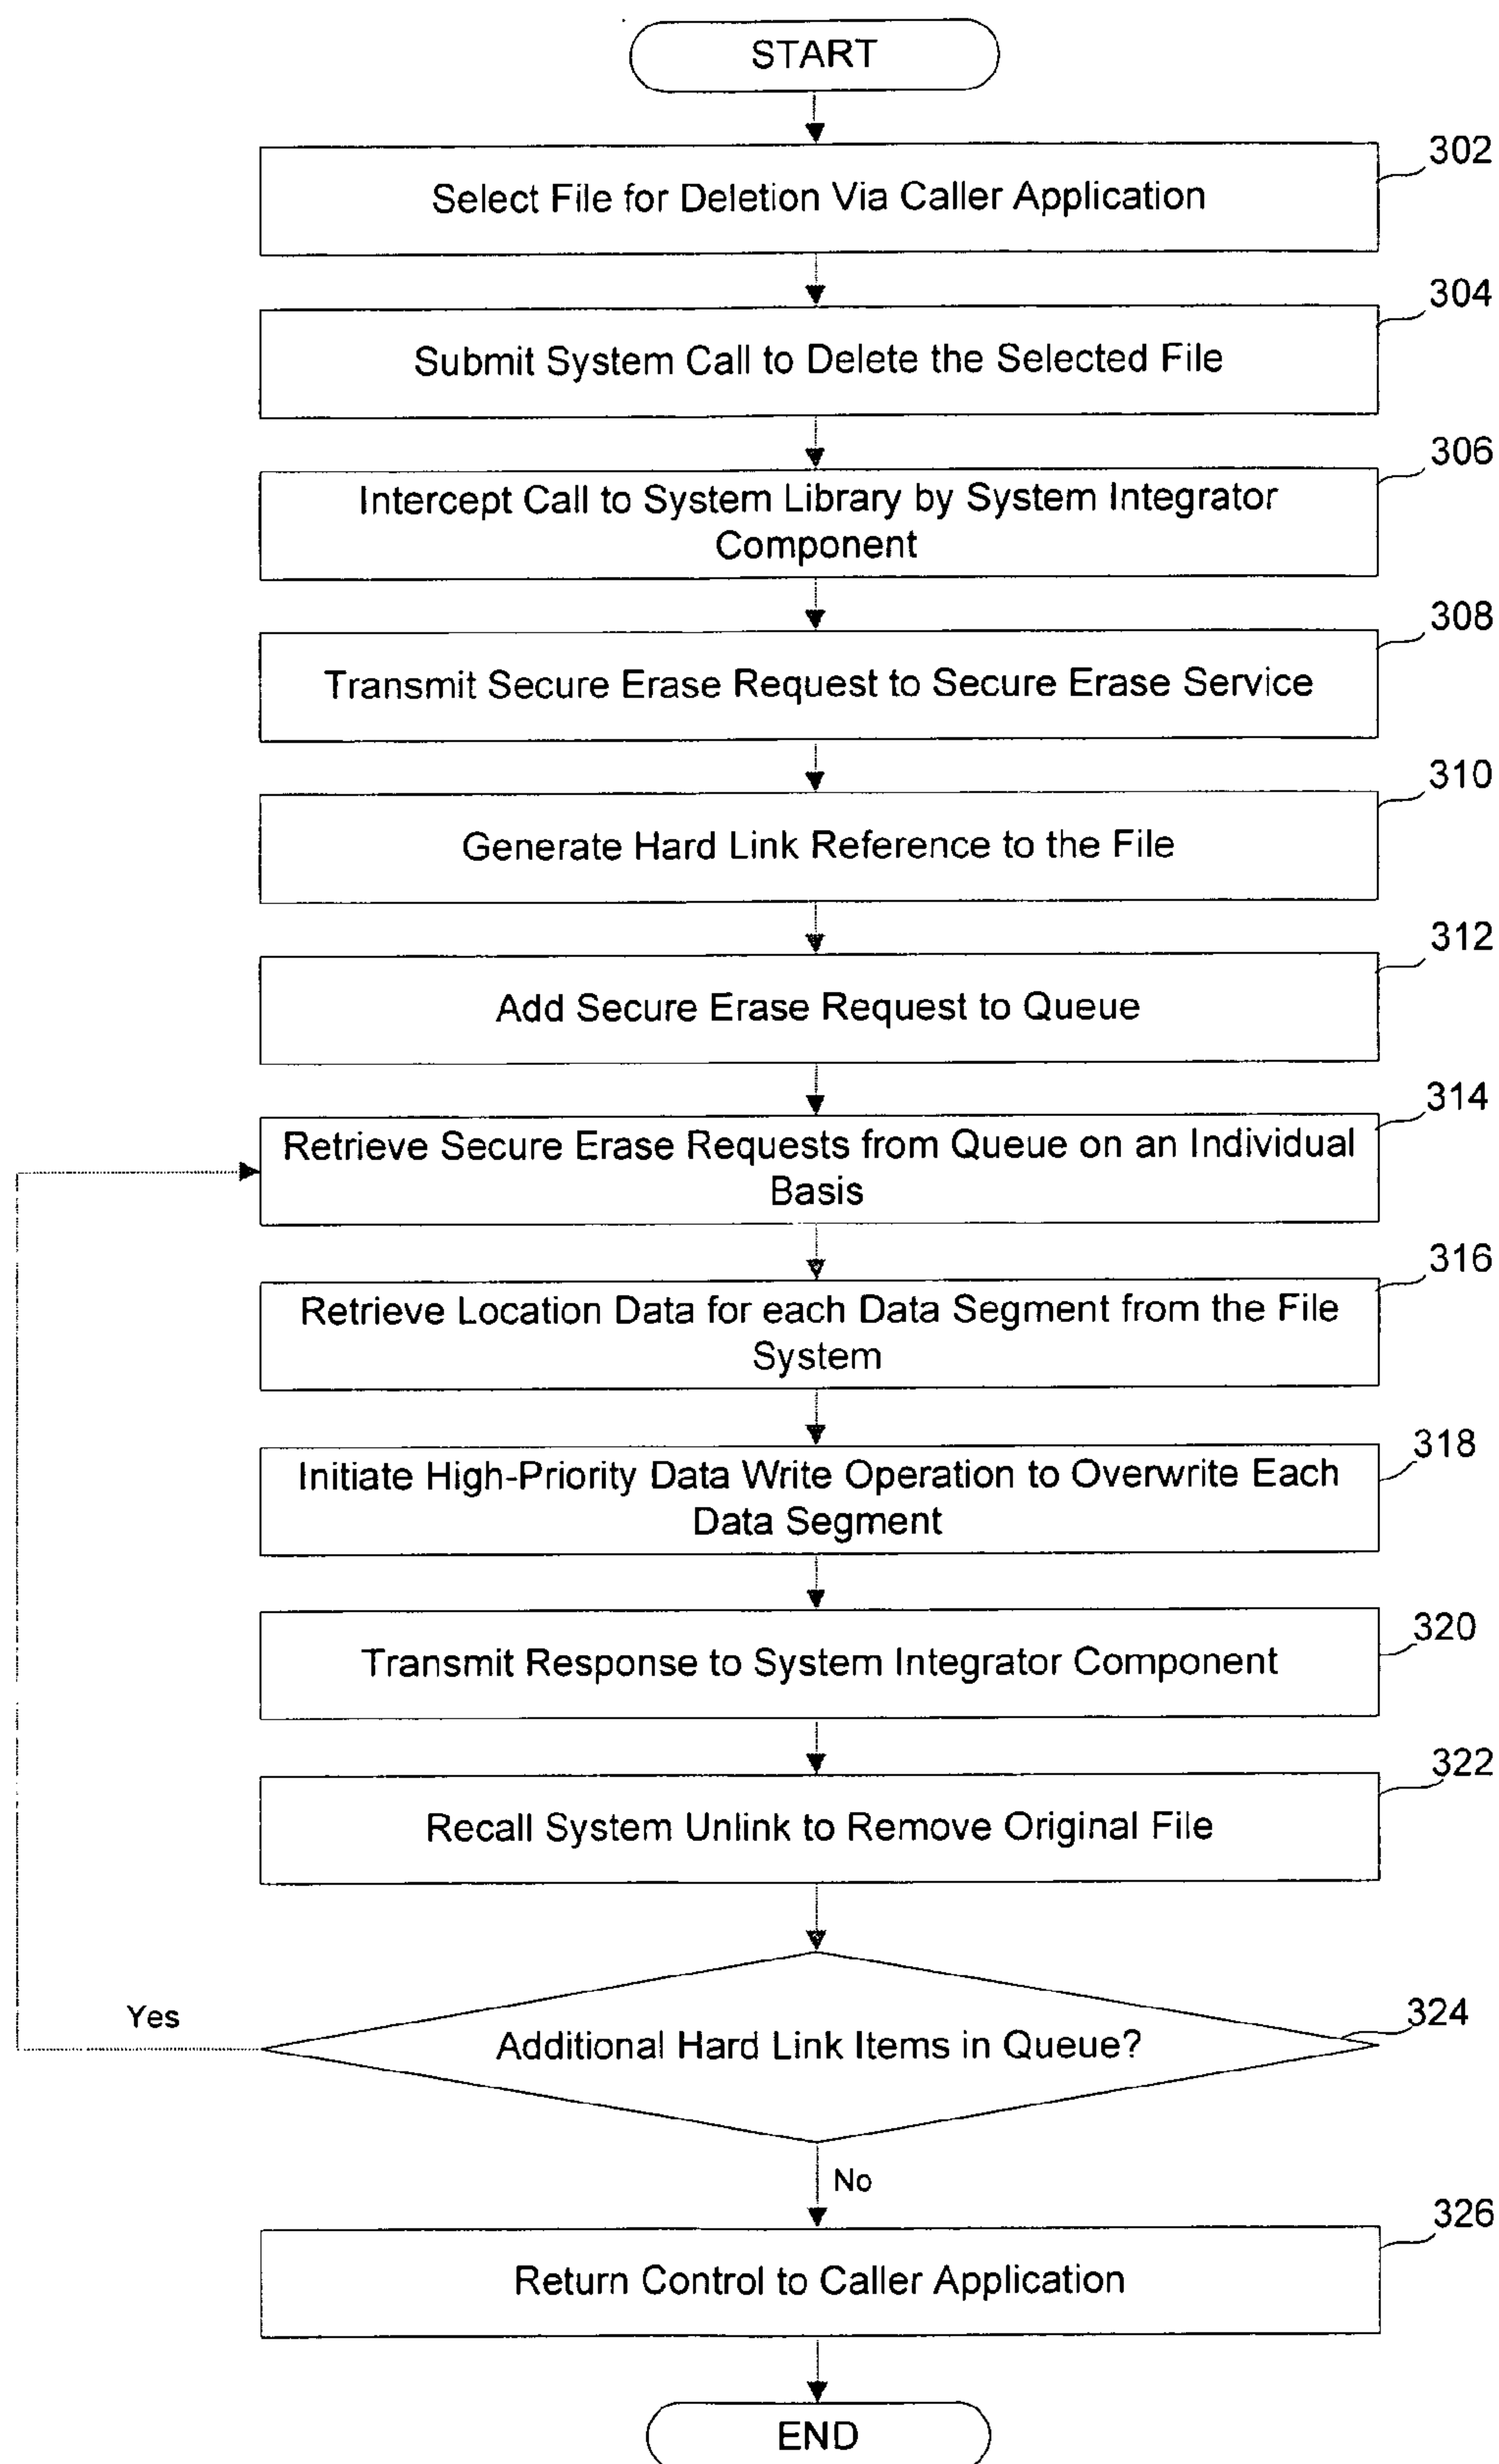 START
302
Select File for Deletion Via Caller Application
304
Submit System Call to Delete the Selected File
306
Intercept Call to System Library by System Integrator
Component
308
Transmit Secure Erase Request to Secure Erase Service
310
Generate Hard Link Reference to the File
312
Add Secure Erase Request to Queue
314
Retrieve Secure Erase Requests from Queue on an Individual
Basis
316
Retrieve Location Data for each Data Segment from the File
System
318
Initiate High-Priority Data Write Operation to Overwrite Each
Data Segment
320
Transmit Response to System Integrator Component
322
Recall System Unlink to Remove Original File
324
Yes
Additional Hard Link Items in Queue?
No
326
Return Control to Caller Application
END